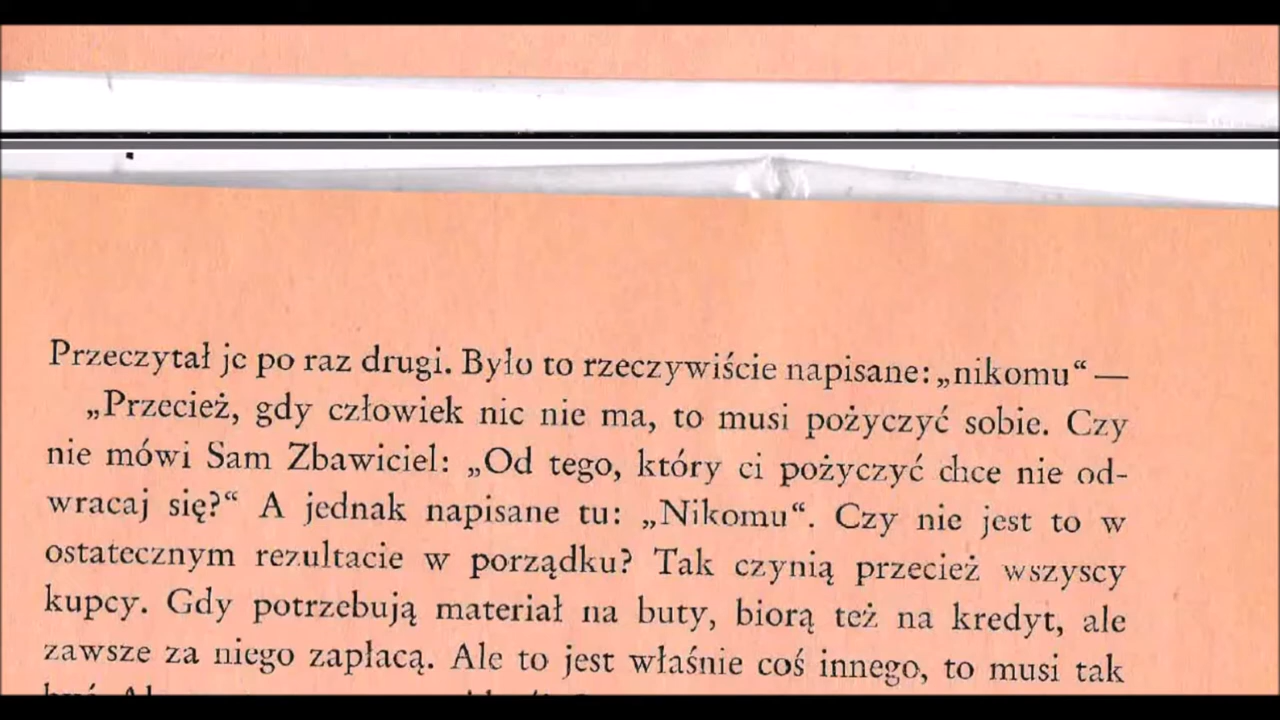 Przeczytał je po raz drugi. Było to rzeczywiście napisane: „nikomu“ —
„Przecież, gdy człowiek nic nie ma, to musi pożyczyć sobie. Czy
nie mówi Sam Zbawiciel: „Od tego, który ci pożyczyć chce nie od-
wracaj się?“ A jednak napisane tu: „Nikomu“. Czy nie jest to w
ostatecznym rezultacie w porządku? Tak czynią przecież wszyscy
kupcy. Gdy potrzebują materiał na buty, biorą też na kredyt, ale
zawsze za niego zapłacą. Ale to jest właśnie coś innego, to musi tak